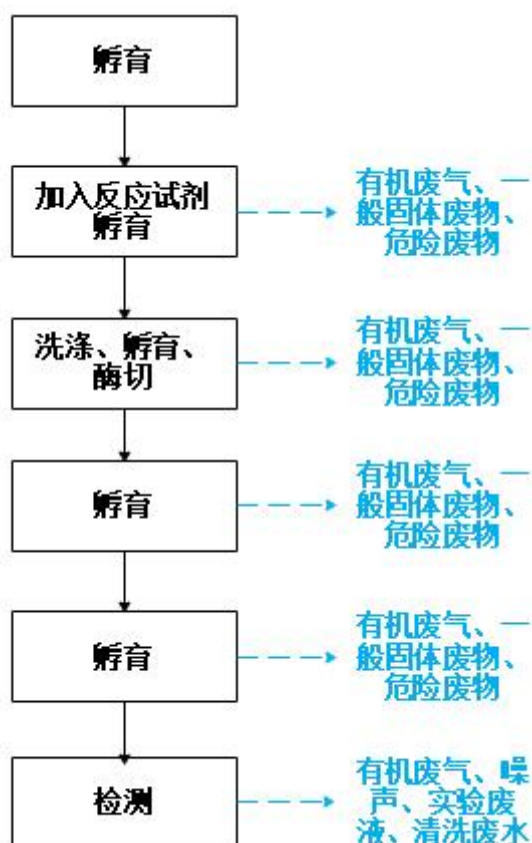 孵育
加入反应试剂
孵育
有机废气、一
般固体废物、
危险废物
洗涤、孵育、
酶切
有机废气、一
般固体废物、
危险废物
孵育
有机废气、一
般固体废物、
危险废物
孵育
有机废气、一
般固体废物、
危险废物
检测
有机废气、噪
声、实验废
液、清洗废水